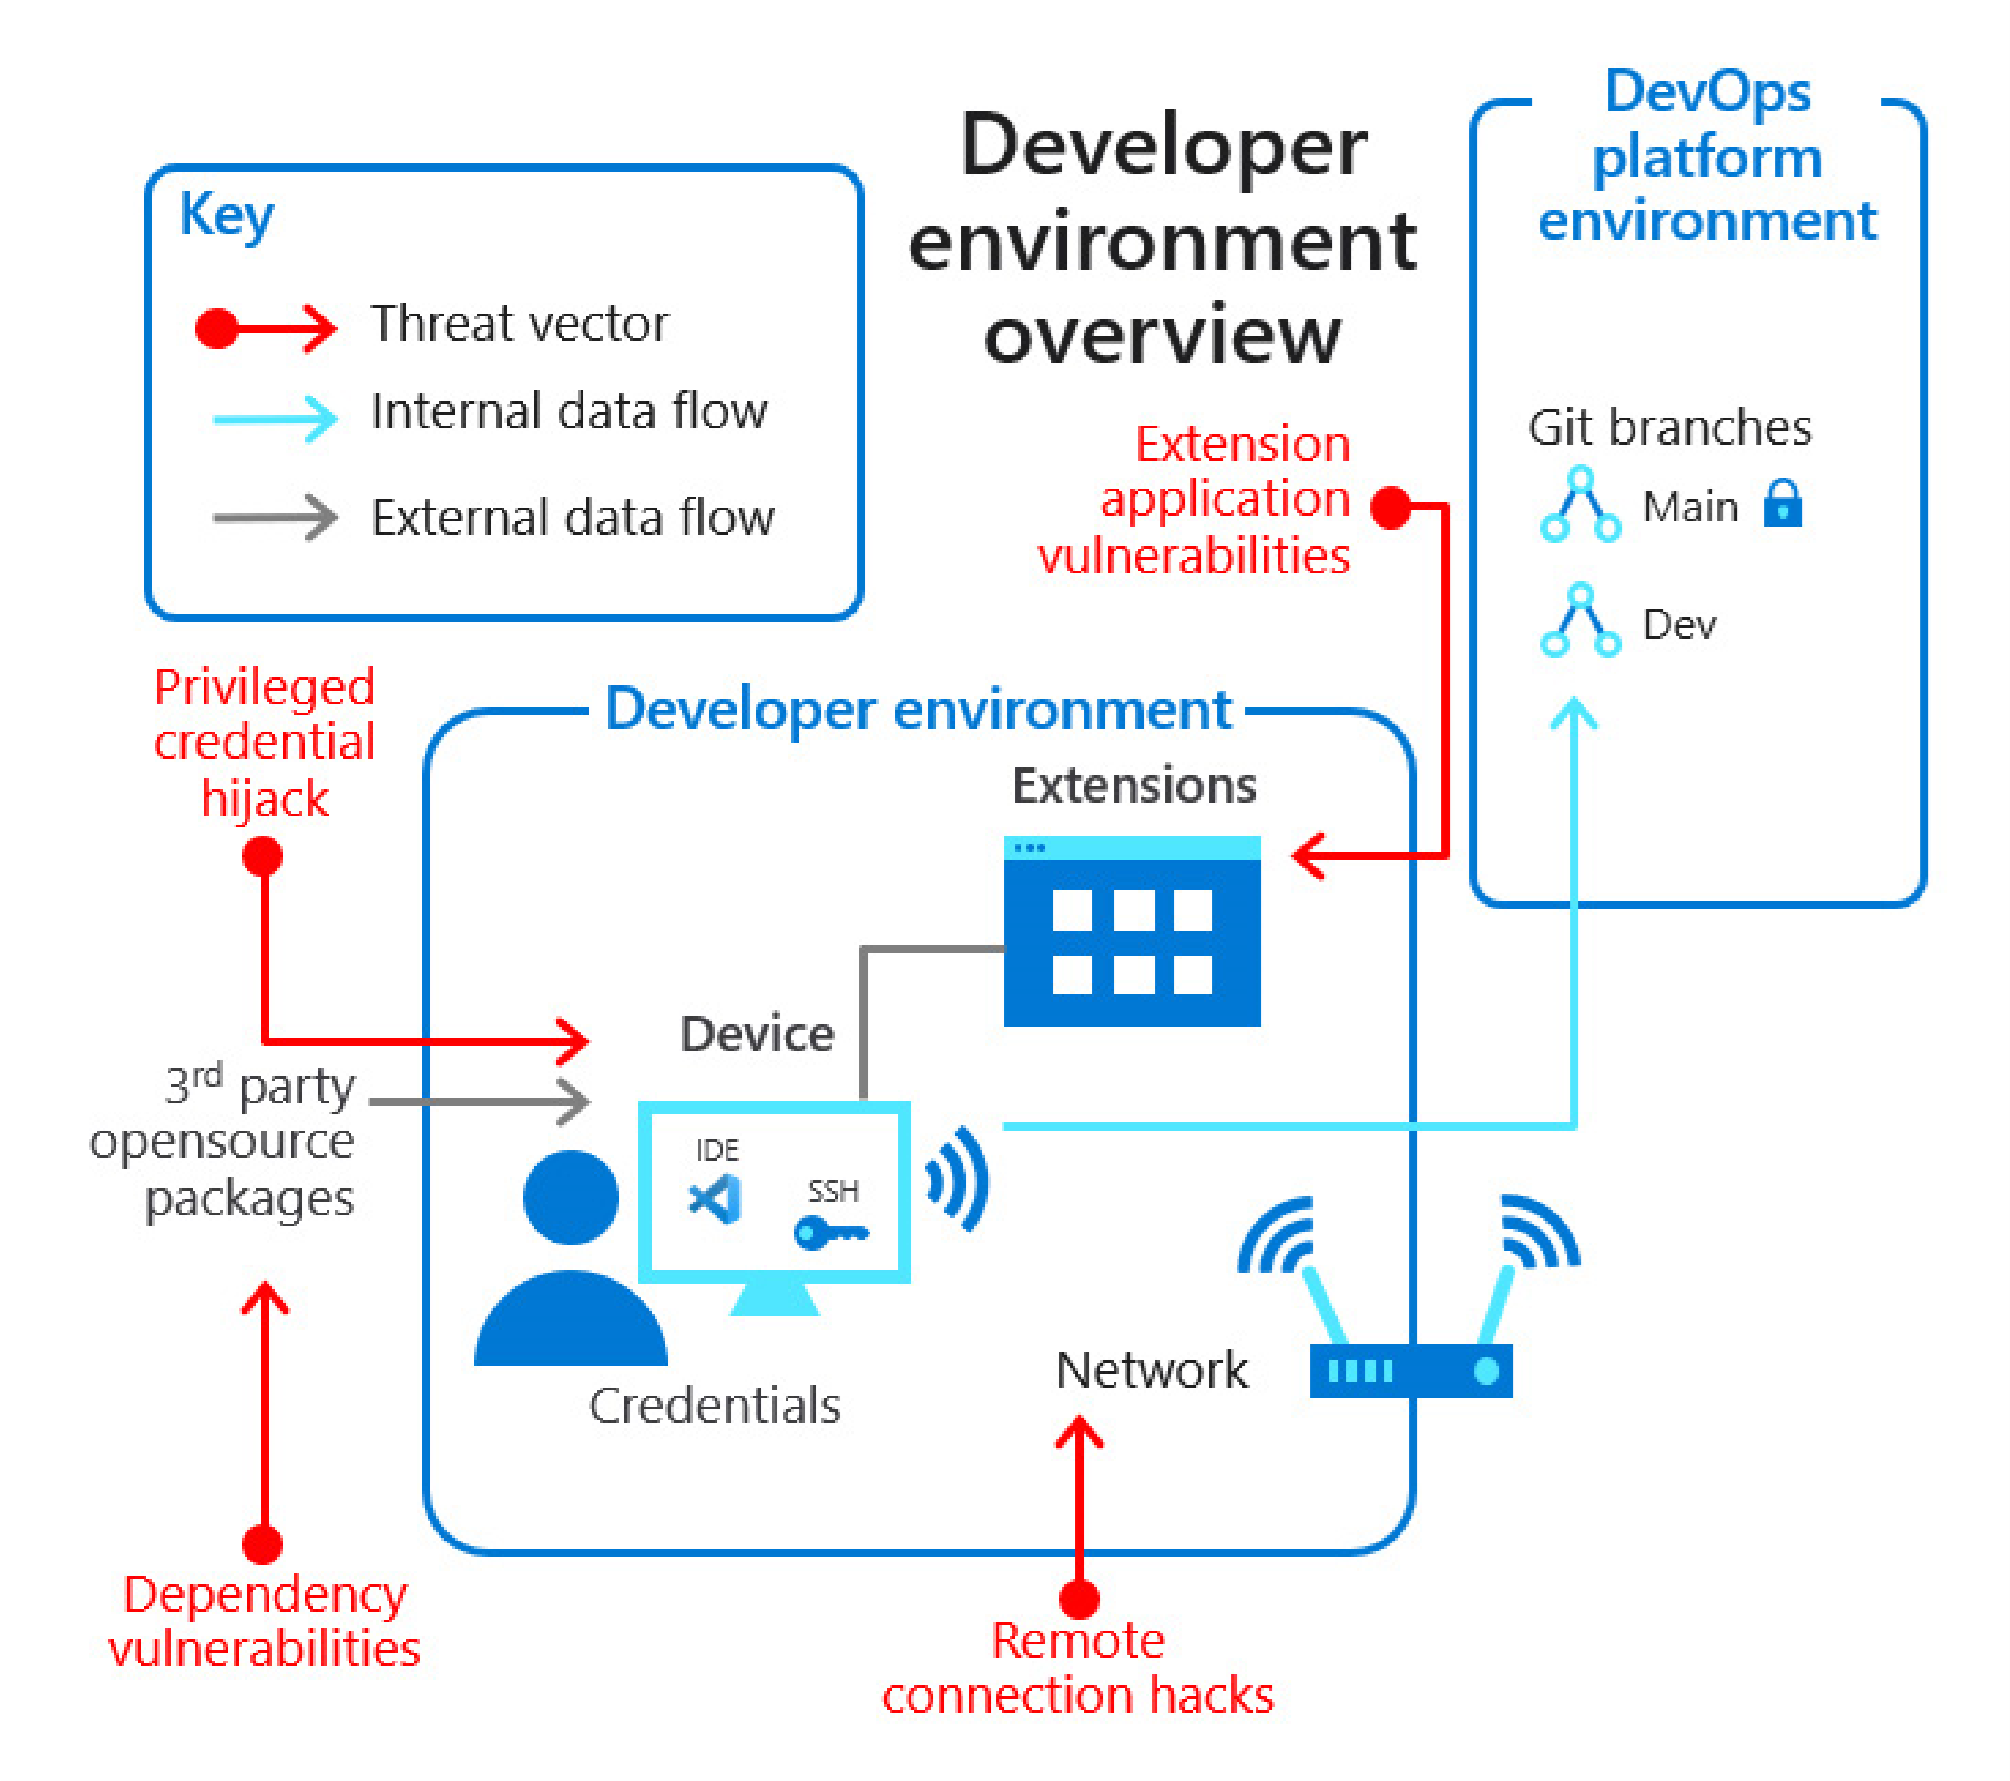 Developer
environment
overview
Key
Threat vector
Internal data flow
External data flow
DevOps
platform
environment
Git branches
Main
Dev
Extension
application
vulnerabilities
Privileged
credential
hijack
Developer environment
Extensions
Device
3rd party
opensource
packages
IDE
SSH
Credentials
Network
Dependency
vulnerabilities
Remote
connection hacks